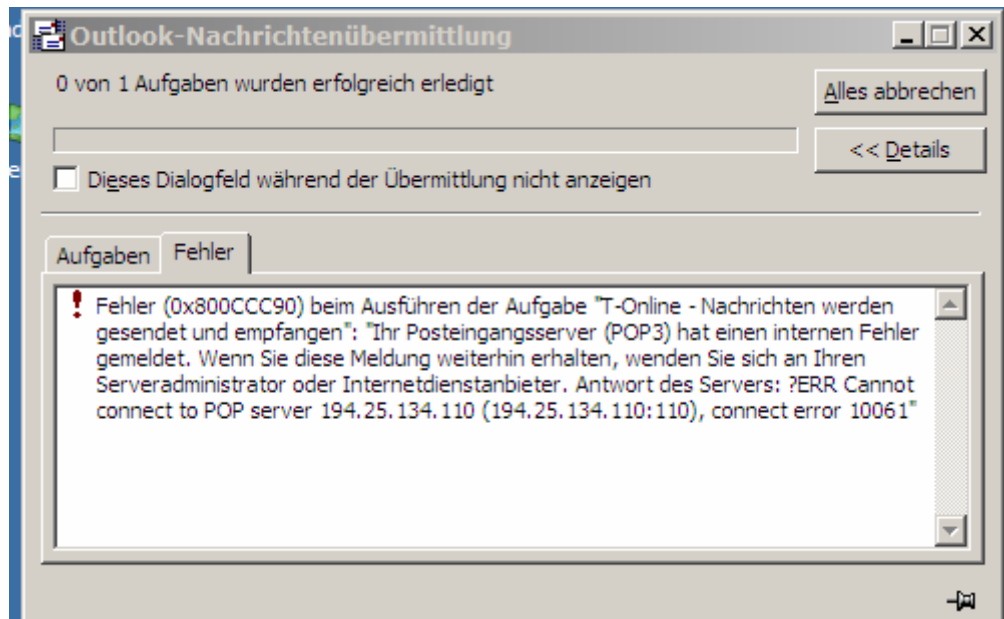 Outlook-Nachrichtenübermittlung
0 von 1 Aufgaben wurden erfolgreich erledigt
Alles abbrechen
<< Details
Dieses Dialogfeld während der Übermittlung nicht anzeigen
Aufgaben Fehler
Fehler (0x800CCC90) beim Ausführen der Aufgabe "T-Online - Nachrichten werden
gesendet und empfangen": "Ihr Posteingangsserver (POP3) hat einen internen Fehler
gemeldet. Wenn Sie diese Meldung weiterhin erhalten, wenden Sie sich an Ihren
Serveradministrator oder Internetdienstanbieter. Antwort des Servers: ?ERR Cannot
connect to POP server 194.25.134.110 (194.25.134.110:110), connect error 10061"